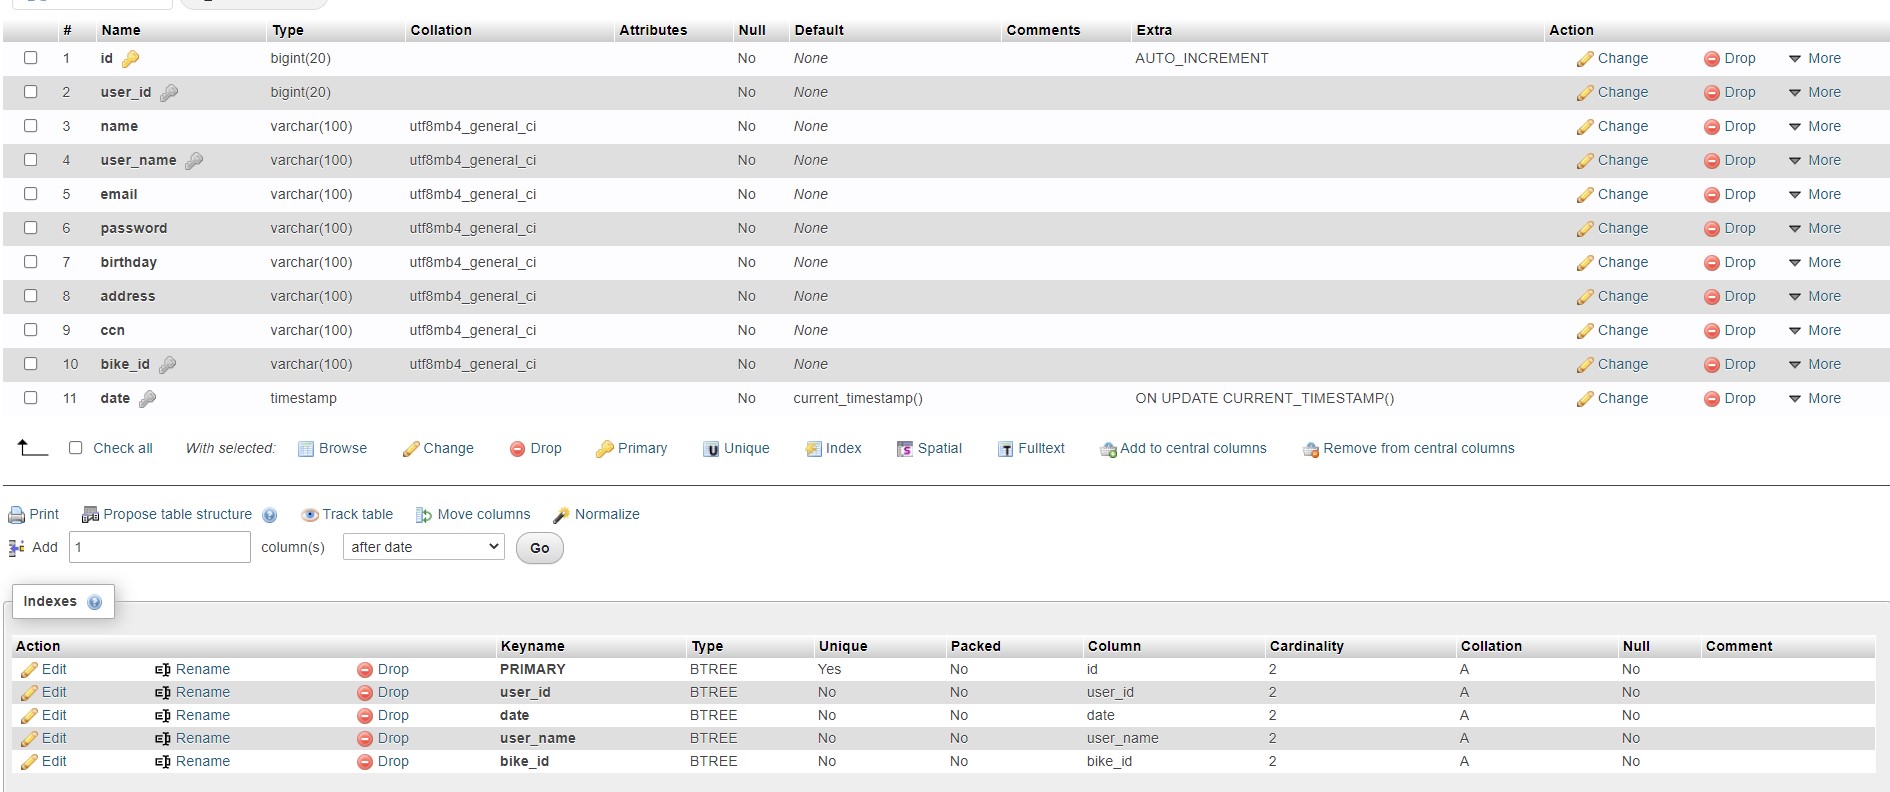 # Name Type Collation Attributes Null Default Comments Extra Action
1 id bigint(20) No None AUTO_INCREMENT Change Drop More
2 user_id bigint(20) No None Change Drop More
3 name varchar(100) utf8mb4_general_ci No None Change Drop More
4 user_name varchar(100) utf8mb4_general_ci No None Change Drop More
5 email varchar(100) utf8mb4_general_ci No None Change Drop More
6 password varchar(100) utf8mb4_general_ci No None Change Drop More
7 birthday varchar(100) utf8mb4_general_ci No None Change Drop More
8 address varchar(100) utf8mb4_general_ci No None Change Drop More
9 ccn varchar(100) utf8mb4_general_ci No None Change Drop More
10 bike_id varchar(100) utf8mb4_general_ci No None Change Drop More
11 date timestamp No current_timestamp() ON UPDATE CURRENT_TIMESTAMP() Change Drop More
Check all With selected: Browse Change Drop Primary Unique Index Spatial Fulltext Add to central columns Remove from central columns
Print Propose table structure Track table Move columns Normalize
Add 1 column(s) after date Go
Indexes
Action Keyname Type Unique Packed Column Cardinality Collation Null Comment
Edit Rename Drop PRIMARY BTREE Yes No id 2 A No
Edit Rename Drop user_id BTREE No No user_id 2 A No
Edit Rename Drop date BTREE No No date 2 A No
Edit Rename Drop user_name BTREE No No user_name 2 A No
Edit Rename Drop bike_id BTREE No No bike_id 2 A No